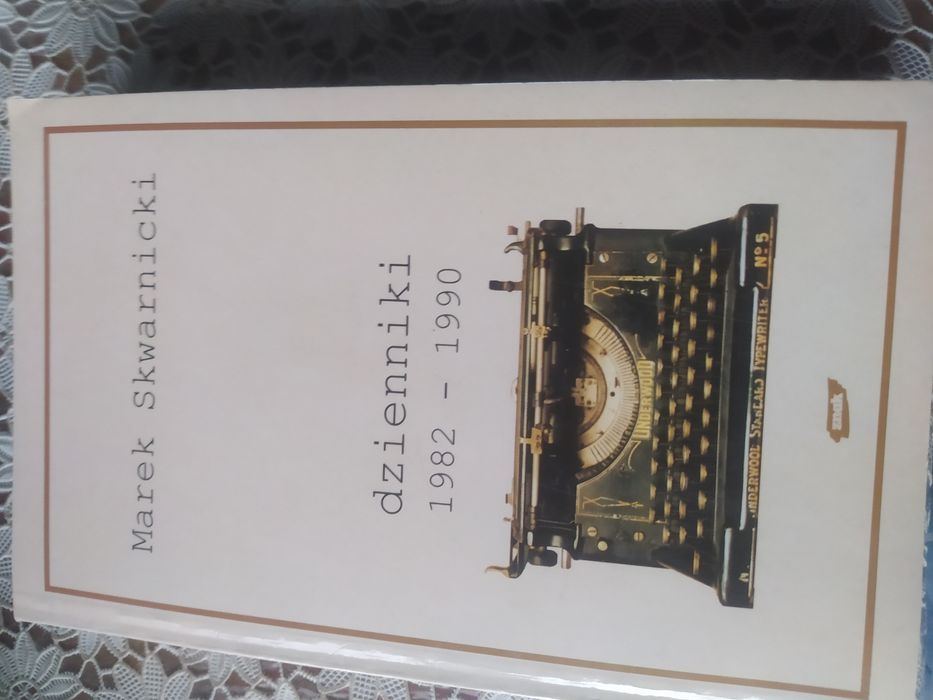 Marek Skwarnicki
dzienniki
1982 - 1990
UNDERWOOD
UNDERWOOD STANDARD TYPEWRITER Nº 5
znak